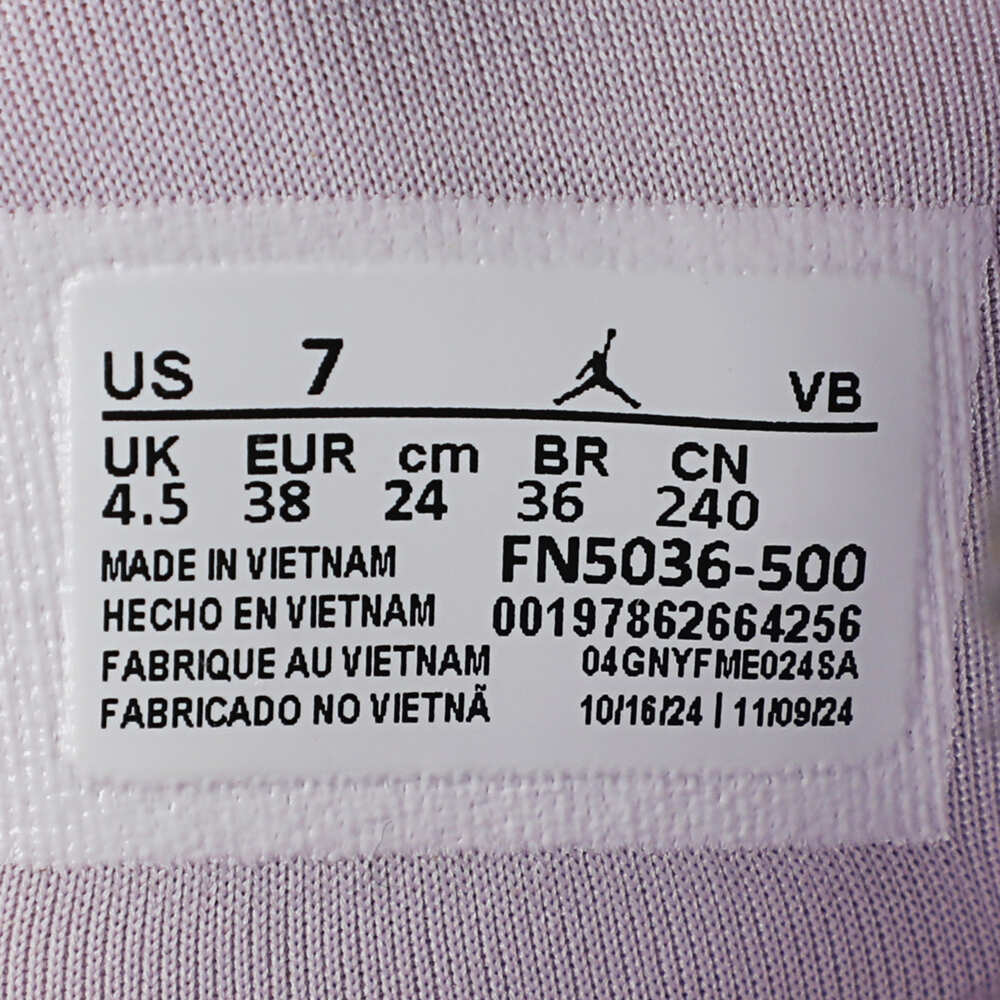 US 7 VB
UK EUR cm BR CN
4.5 38 24 36 240
MADE IN VIETNAM FN5036-500
HECHO EN VIETNAM 00197862664256
FABRIQUE AU VIETNAM 04GNYFME024SA
FABRICADO NO VIETNÃ 10/16/24 | 11/09/24